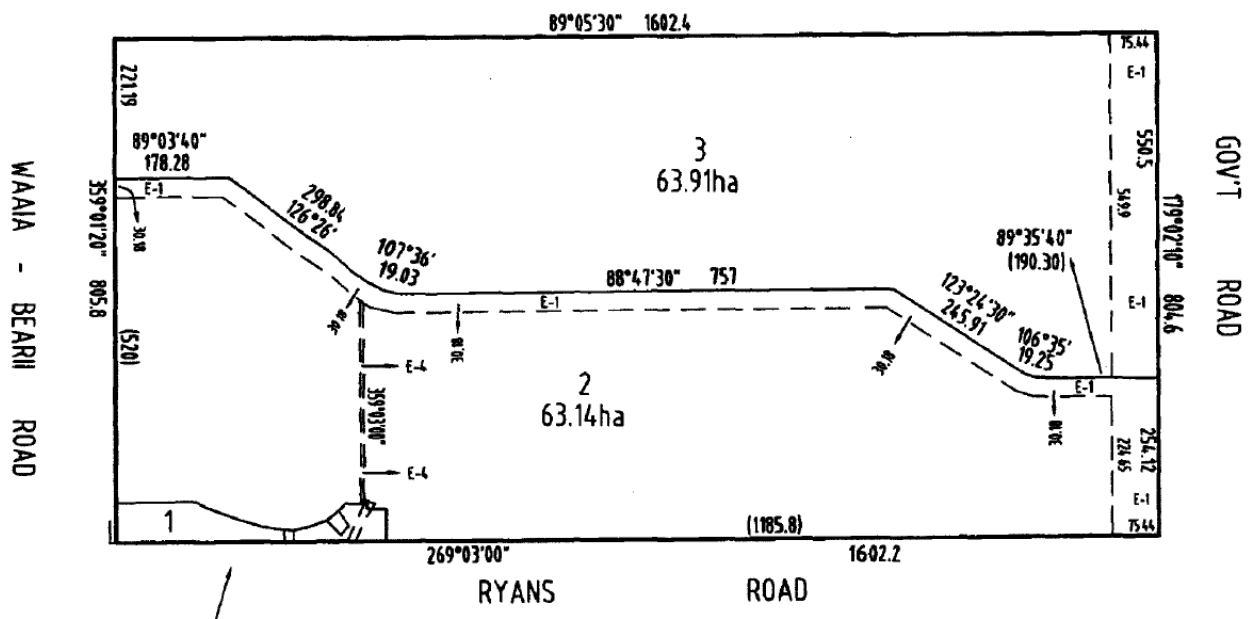 89°05'30" 1602.4
75.44
E-1
221.19
89°03'40"
178.28
E-1
30.18
298.84
126°26'
107°36'
19.03
3
63.91ha
550.5
549.9
GOV'T ROAD
179°02'10" 804.6
89°35'40"
(190.30)
WAAIA - BEARII ROAD
359°01'20" 805.8
(520)
88°47'30" 757
E-1
E-1
30.18
30.18
123°24'30"
245.91
30.18
106°35'
19.25
E-1
30.18
E-4
359°03'00"
E-4
2
63.14ha
254.12
224.65
E-1
75.44
1
(1185.8)
269°03'00" 1602.2
RYANS ROAD